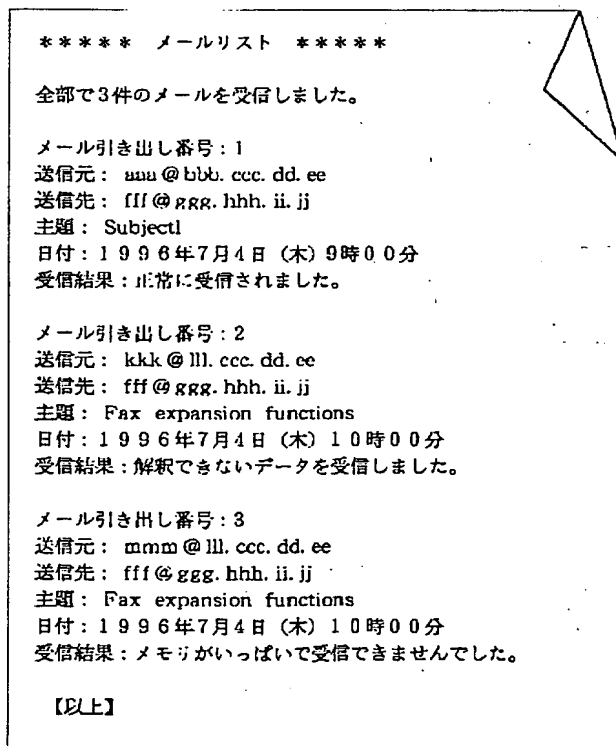 ***** メールリスト *****
全部で3件のメールを受信しました。
メール引き出し番号:1
送信元: aaa@bbb. ccc. dd. ee
送信先: fff@ggg. hhh. ii. jj
主題: Subject1
日付:1996年7月4日(木)9時00分
受信結果:正常に受信されました。
メール引き出し番号:2
送信元: kkk@lll. ccc. dd. ee
送信先: fff@ggg. hhh. ii. jj
主題: Fax expansion functions
日付:1996年7月4日(木)10時00分
受信結果:解釈できないデータを受信しました。
メール引き出し番号:3
送信元: mmm@lll. ccc. dd. ee
送信先: fff@ggg. hhh. ii. jj
主題: Fax expansion functions
日付:1996年7月4日(木)10時00分
受信結果:メモリがいっぱいで受信できませんでした。
【以上】